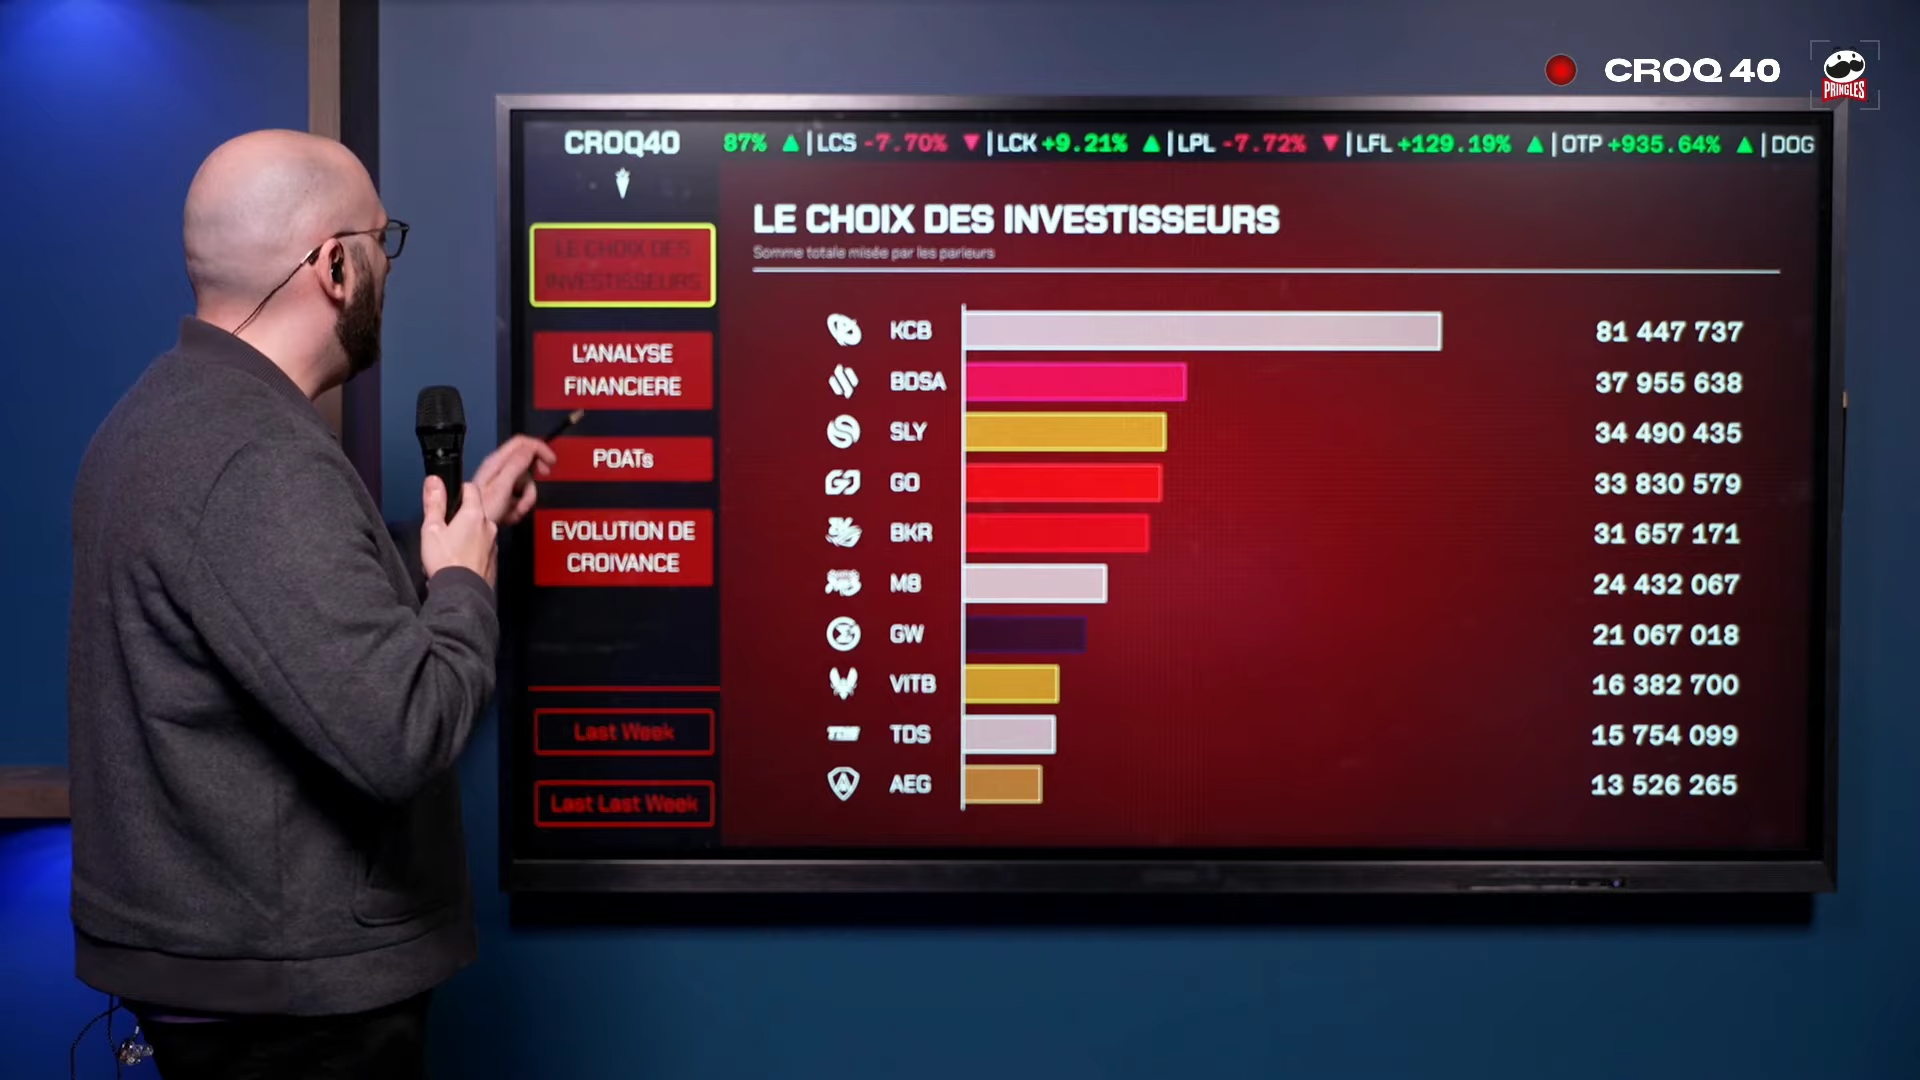 CROQ 40
PRINGLES
CROQ40
87% ▲ | LCS -7.70% ▼ | LCK +9.21% ▲ | LPL -7.72% ▼ | LFL +129.19% ▲ | OTP +935.64% ▲ | DOG
LE CHOIX DES
INVESTISSEURS
L'ANALYSE
FINANCIERE
POATs
EVOLUTION DE
CROIVANCE
Last Week
Last Last Week
LE CHOIX DES INVESTISSEURS
Somme totale misée par les parieurs
KCB 81 447 737
BDSA 37 955 638
SLY 34 490 435
GO 33 830 579
BKR 31 657 171
M8 24 432 067
GW 21 067 018
VITB 16 382 700
TDS 15 754 099
AEG 13 526 265